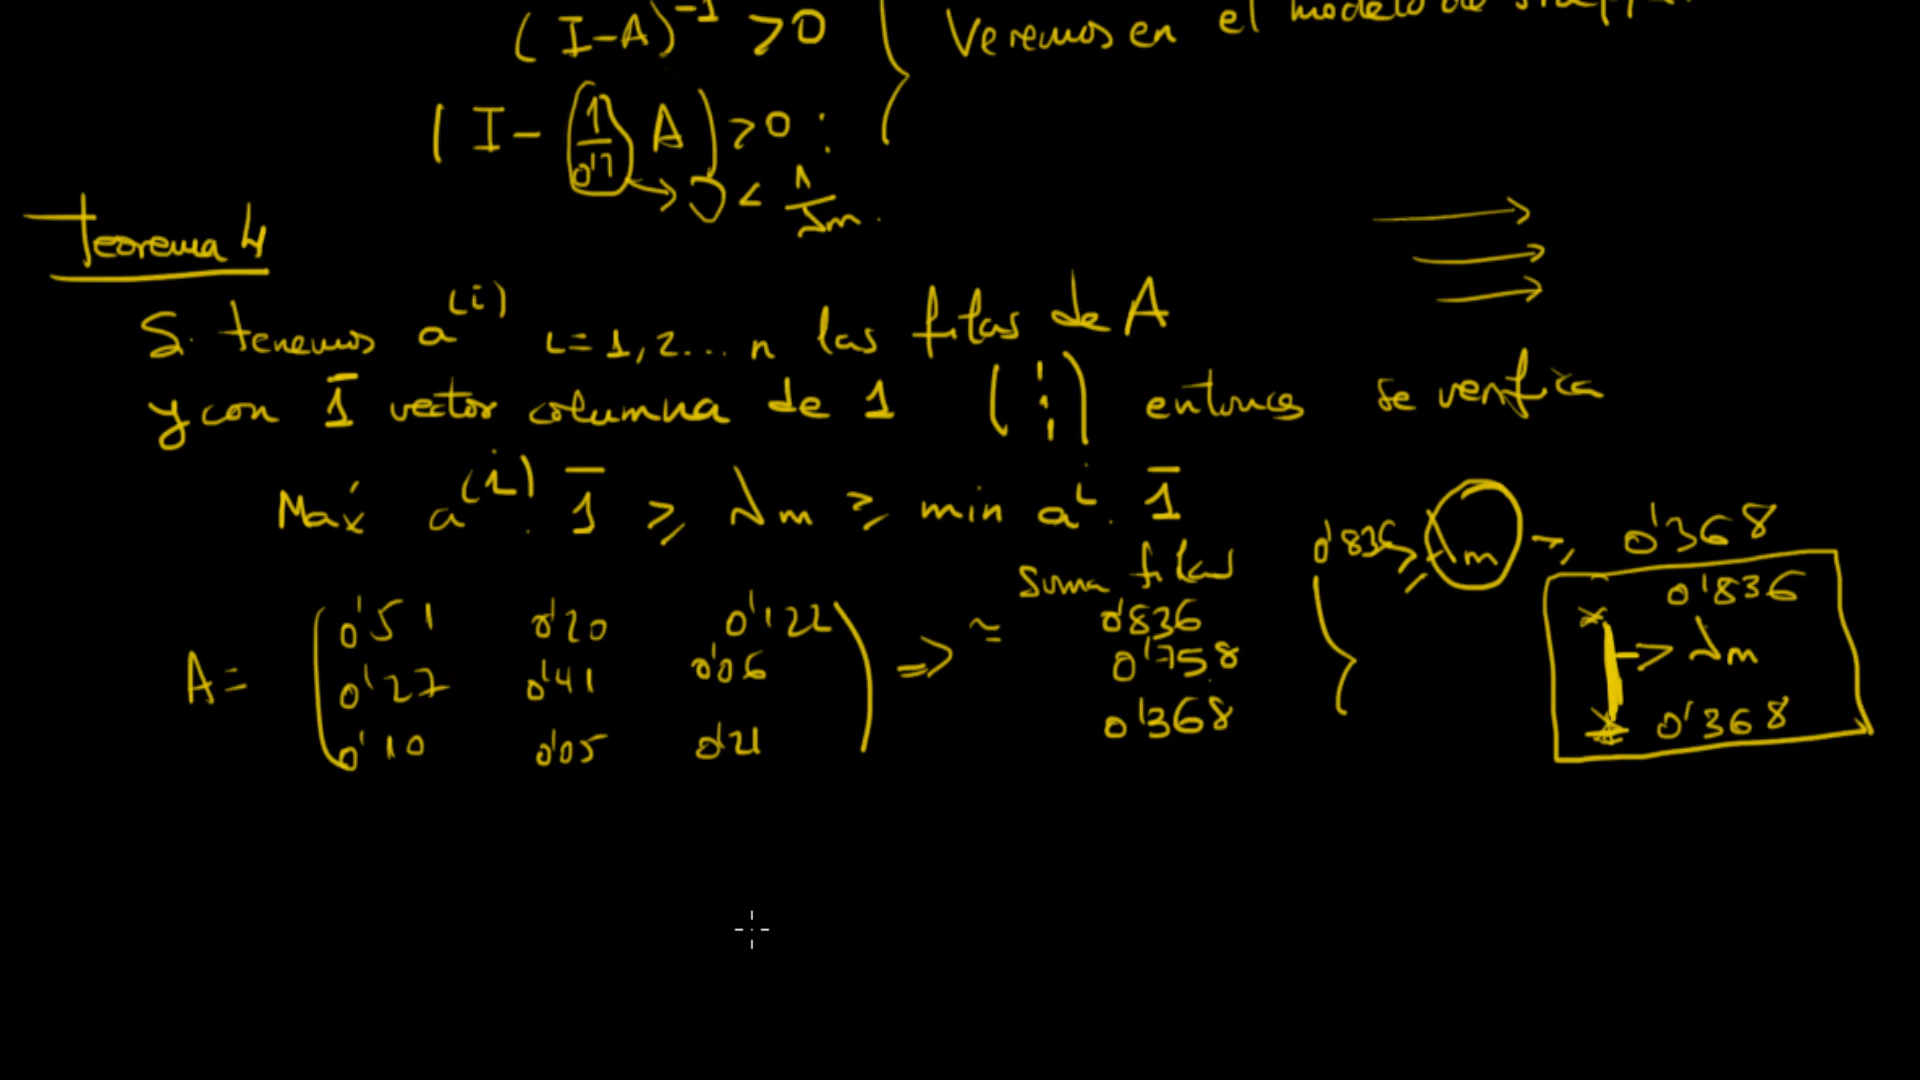 (I-A)⁻¹ >0 } Veremos en el modelo de
( I - (1/0'7) A ) >0 :
→ ρ < 1/λm.
Teorema 4
Si tenemos a⁽ⁱ⁾ i=1,2...n las filas de A
y con 1̄ vector columna de 1 (⋮) entonces se verifica
Máx a⁽ⁱ⁾. 1̄ ≥ λm ≥ min aⁱ. 1̄
0'836 ≥ λm ≥ 0'368
suma filas
A= ( 0'51 0'20 0'122 ) => ≈ 0'836 } 0'836
0'27 0'41 0'06 0'758 -> λm
0'10 0'05 0'21 0'368 0'368